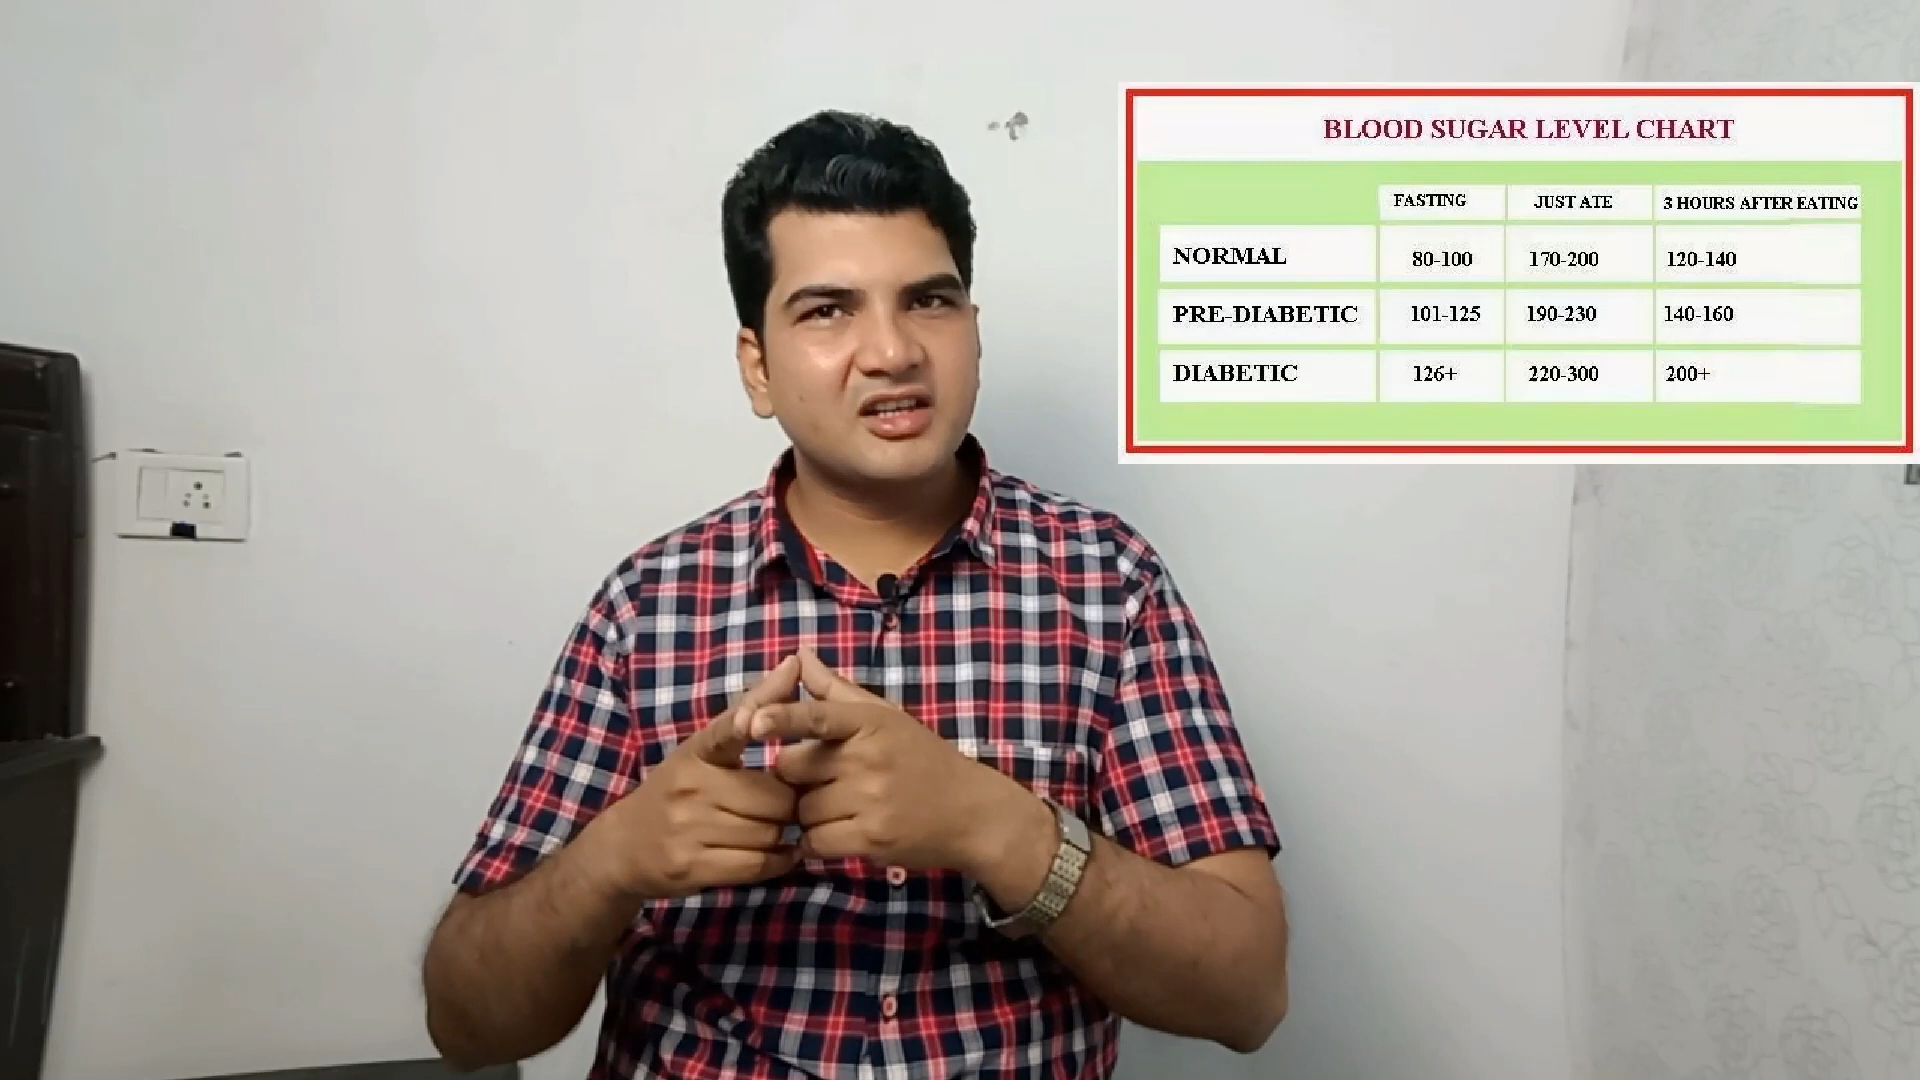 BLOOD SUGAR LEVEL CHART
FASTING JUST ATE 3 HOURS AFTER EATING
NORMAL 80-100 170-200 120-140
PRE-DIABETIC 101-125 190-230 140-160
DIABETIC 126+ 220-300 200+